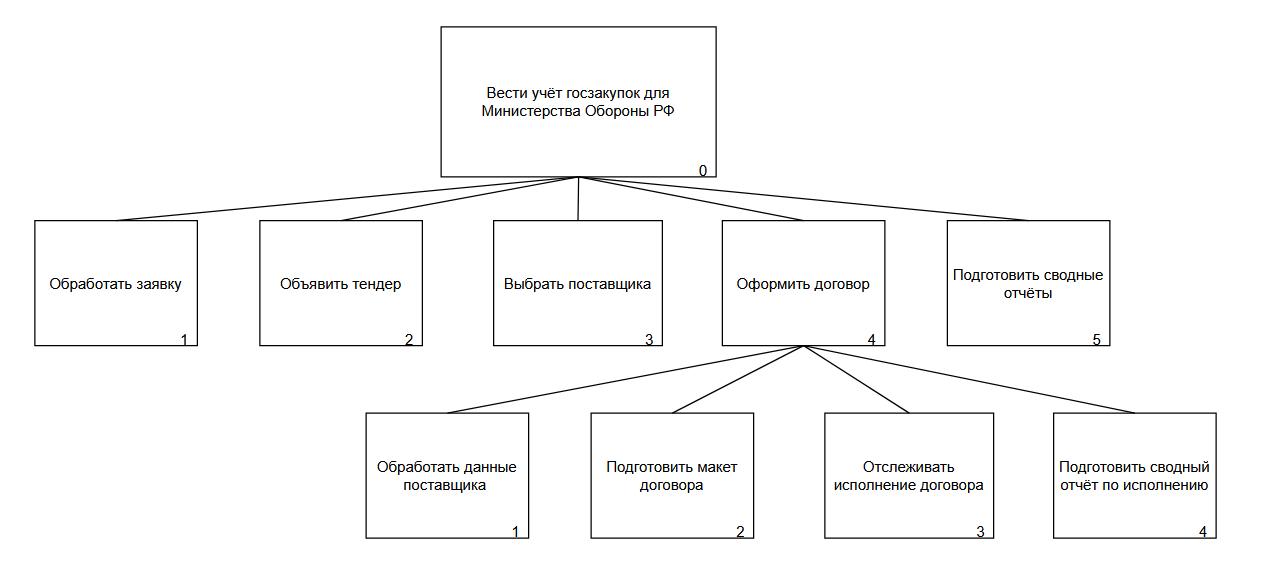 Вести учёт госзакупок для
Министерства Обороны РФ
0
Обработать заявку
1
Объявить тендер
2
Выбрать поставщика
3
Оформить договор
4
Подготовить сводные
отчёты
5
Обработать данные
поставщика
1
Подготовить макет
договора
2
Отслеживать
исполнение договора
3
Подготовить сводный
отчёт по исполнению
4